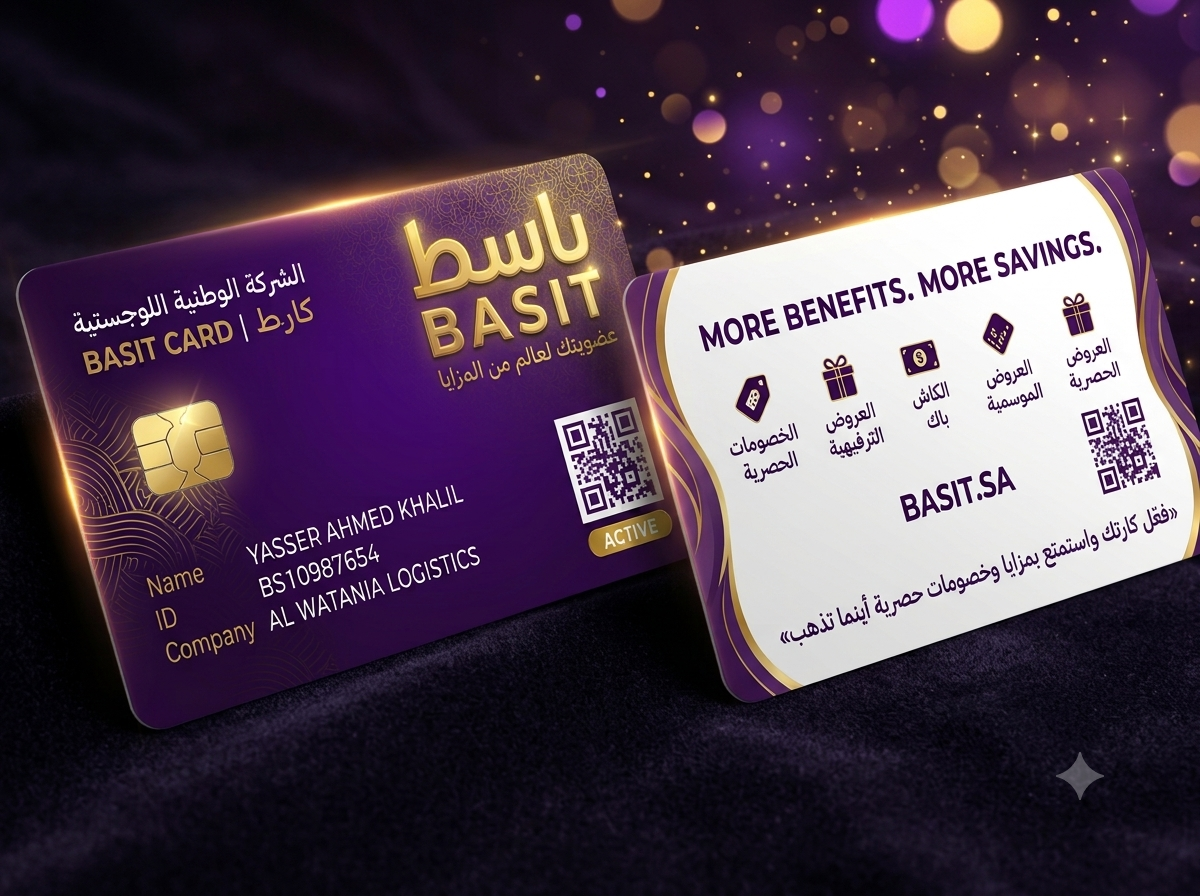 الشركة الوطنية اللوجستية
BASIT CARD | كارط
باسط
BASIT
عضويتك لعالم من المزايا
Name YASSER AHMED KHALIL
ID BS10987654
Company AL WATANIA LOGISTICS
ACTIVE
MORE BENEFITS. MORE SAVINGS.
العروض
الحصرية
العروض
الموسمية
الكاش
باك
العروض
الترفيهية
الخصومات
الحصرية
BASIT.SA
«فعّل كارتك واستمتع بمزايا وخصومات حصرية أينما تذهب»